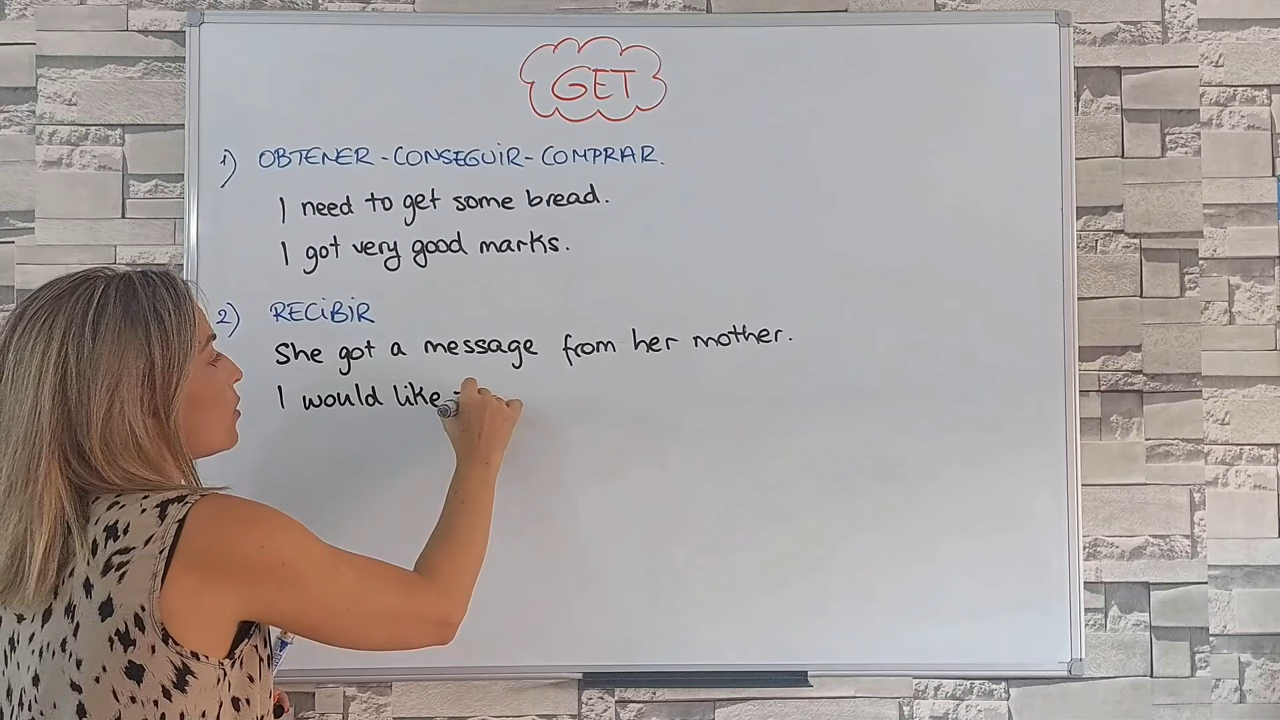 GET
1) OBTENER - CONSEGUIR - COMPRAR.
I need to get some bread.
I got very good marks.
2) RECIBIR
She got a message from her mother.
I would like